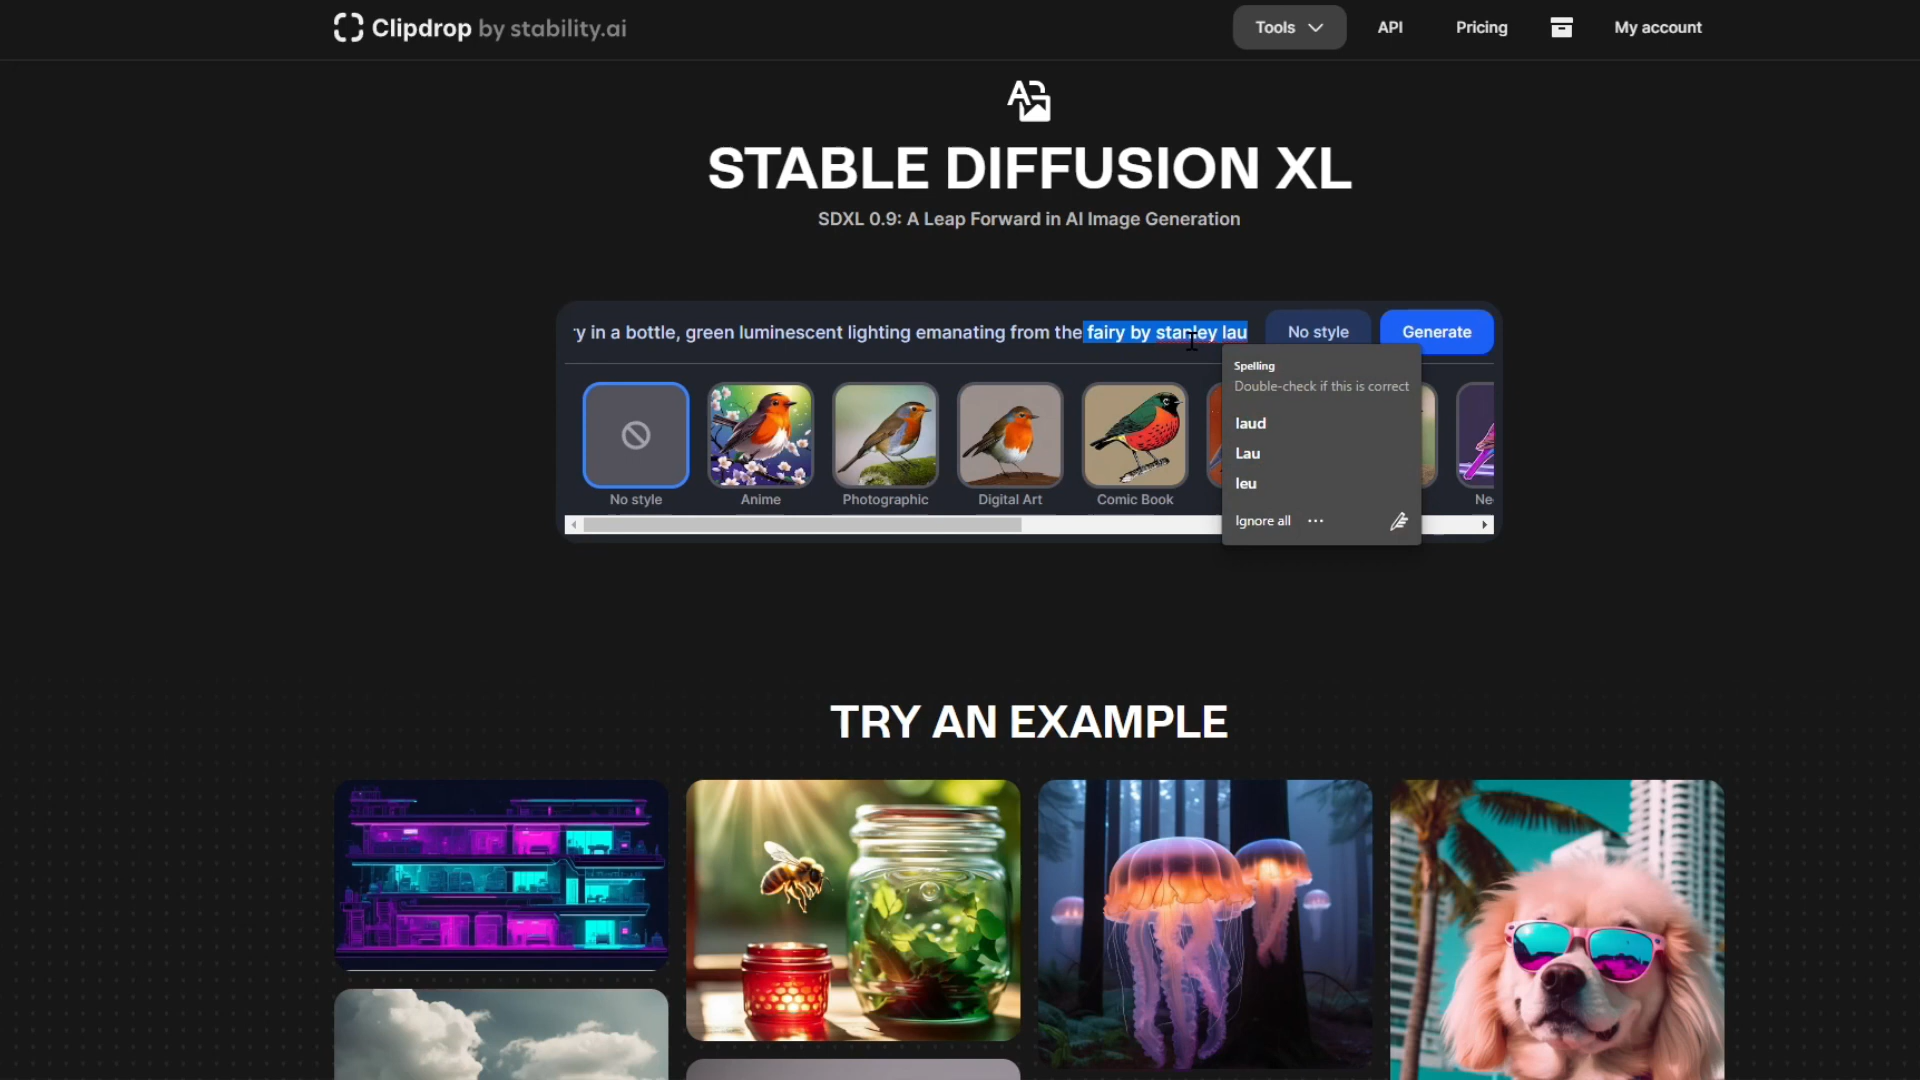 Clipdrop by stability.ai
Tools
API
Pricing
My account
STABLE DIFFUSION XL
SDXL 0.9: A Leap Forward in AI Image Generation
y in a bottle, green luminescent lighting emanating from the fairy by stanley lau
No style
Generate
Spelling
Double-check if this is correct
laud
Lau
leu
Ignore all
No style
Anime
Photographic
Digital Art
Comic Book
Ne
TRY AN EXAMPLE